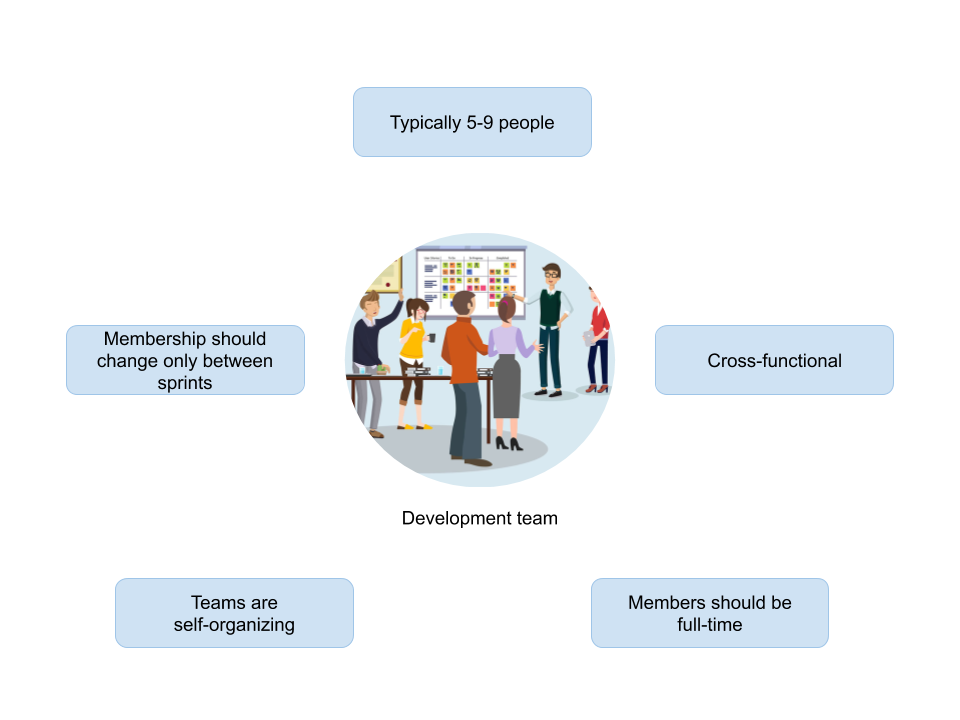 Typically 5-9 people
Membership should
change only between
sprints
Cross-functional
Development team
Teams are
self-organizing
Members should be
full-time